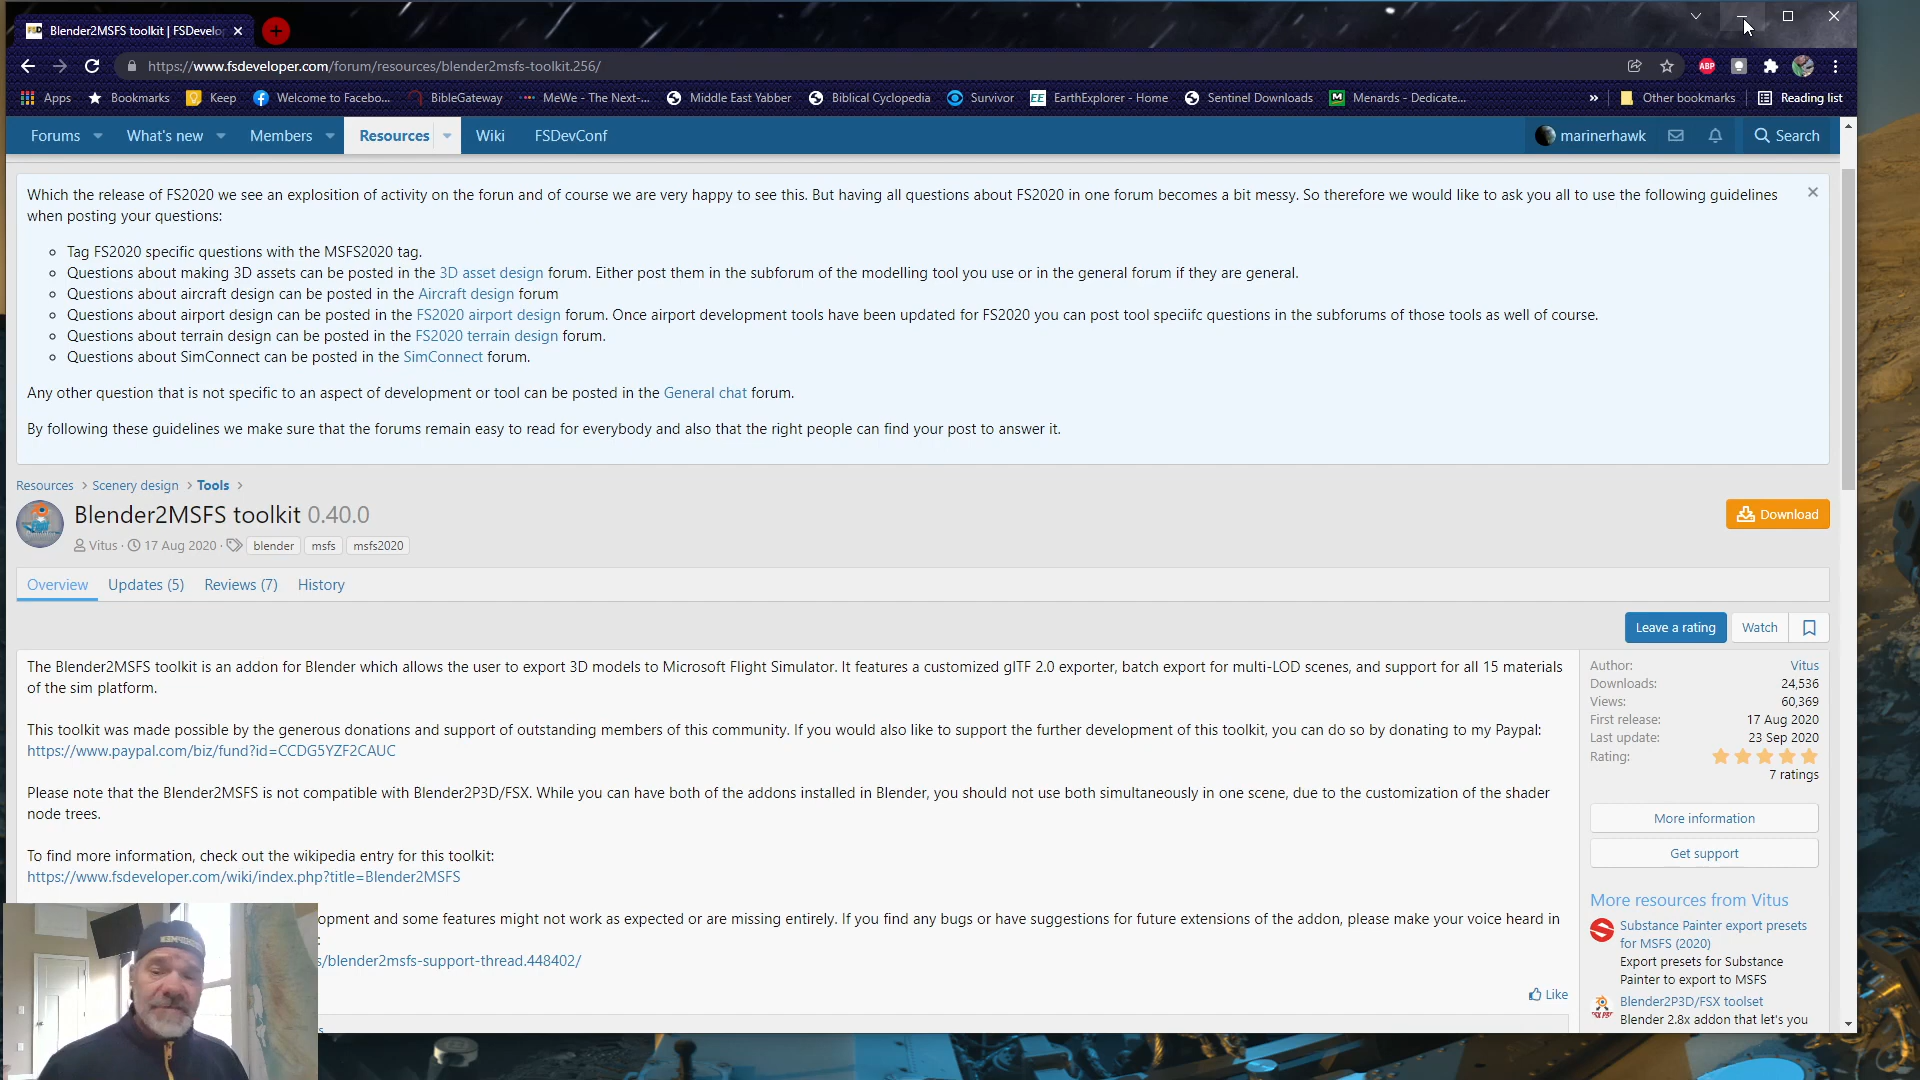 Blender2MSFS toolkit | FSDevelo
https://www.fsdeveloper.com/forum/resources/blender2msfs-toolkit.256/
ABP
Apps Bookmarks Keep Welcome to Facebo... BibleGateway MeWe - The Next-... Middle East Yabber Biblical Cyclopedia Survivor EE EarthExplorer - Home Sentinel Downloads M Menards - Dedicate... » Other bookmarks Reading list
Forums What's new Members Resources Wiki FSDevConf marinerhawk Search
Which the release of FS2020 we see an explosition of activity on the forun and of course we are very happy to see this. But having all questions about FS2020 in one forum becomes a bit messy. So therefore we would like to ask you all to use the following guidelines
when posting your questions:
Tag FS2020 specific questions with the MSFS2020 tag.
Questions about making 3D assets can be posted in the 3D asset design forum. Either post them in the subforum of the modelling tool you use or in the general forum if they are general.
Questions about aircraft design can be posted in the Aircraft design forum
Questions about airport design can be posted in the FS2020 airport design forum. Once airport development tools have been updated for FS2020 you can post tool speciifc questions in the subforums of those tools as well of course.
Questions about terrain design can be posted in the FS2020 terrain design forum.
Questions about SimConnect can be posted in the SimConnect forum.
Any other question that is not specific to an aspect of development or tool can be posted in the General chat forum.
By following these guidelines we make sure that the forums remain easy to read for everybody and also that the right people can find your post to answer it.
Resources > Scenery design > Tools >
Blender2MSFS toolkit 0.40.0
Download
Vitus · 17 Aug 2020 · blender msfs msfs2020
Overview Updates (5) Reviews (7) History
Leave a rating Watch
The Blender2MSFS toolkit is an addon for Blender which allows the user to export 3D models to Microsoft Flight Simulator. It features a customized glTF 2.0 exporter, batch export for multi-LOD scenes, and support for all 15 materials
of the sim platform.
This toolkit was made possible by the generous donations and support of outstanding members of this community. If you would also like to support the further development of this toolkit, you can do so by donating to my Paypal:
https://www.paypal.com/biz/fund?id=CCDG5YZF2CAUC
Please note that the Blender2MSFS is not compatible with Blender2P3D/FSX. While you can have both of the addons installed in Blender, you should not use both simultaneously in one scene, due to the customization of the shader
node trees.
To find more information, check out the wikipedia entry for this toolkit:
https://www.fsdeveloper.com/wiki/index.php?title=Blender2MSFS
opment and some features might not work as expected or are missing entirely. If you find any bugs or have suggestions for future extensions of the addon, please make your voice heard in
:
s/blender2msfs-support-thread.448402/
Like
Author: Vitus
Downloads: 24,536
Views: 60,369
First release: 17 Aug 2020
Last update: 23 Sep 2020
Rating:
7 ratings
More information
Get support
More resources from Vitus
Substance Painter export presets
for MSFS (2020)
Export presets for Substance
Painter to export to MSFS
Blender2P3D/FSX toolset
Blender 2.8x addon that let's you